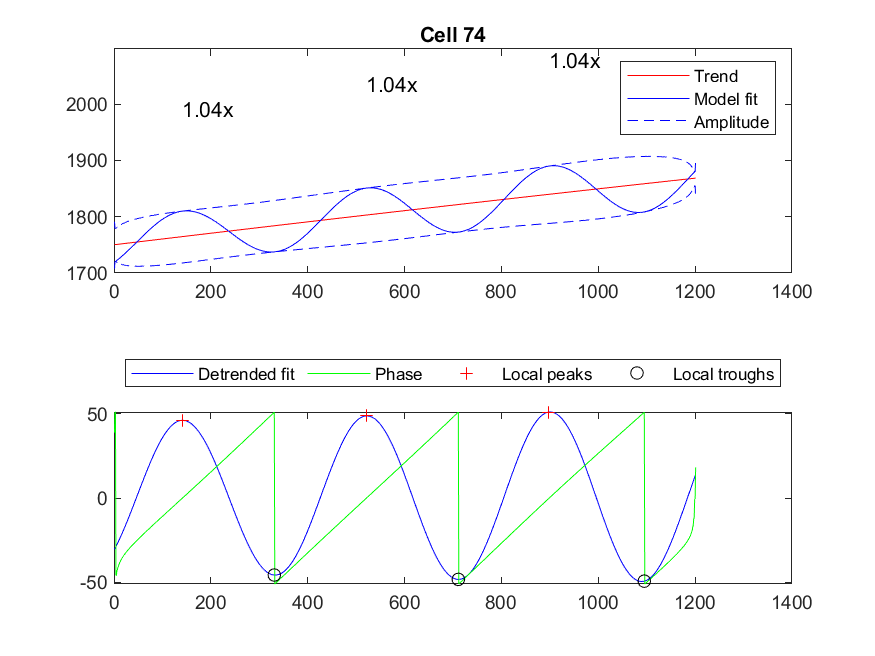 Cell 74
1.04x
1.04x
1.04x
Trend
Model fit
Amplitude
2000
1900
1800
1700
0 200 400 600 800 1000 1200 1400
Detrended fit Phase Local peaks Local troughs
50
0
-50
0 200 400 600 800 1000 1200 1400